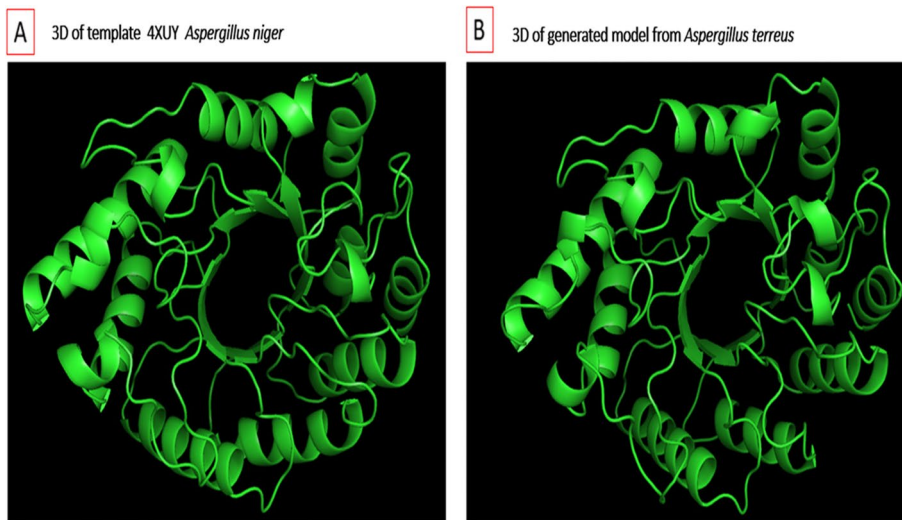 A
3D of template 4XUY Aspergillus niger
B
3D of generated model from Aspergillus terreus